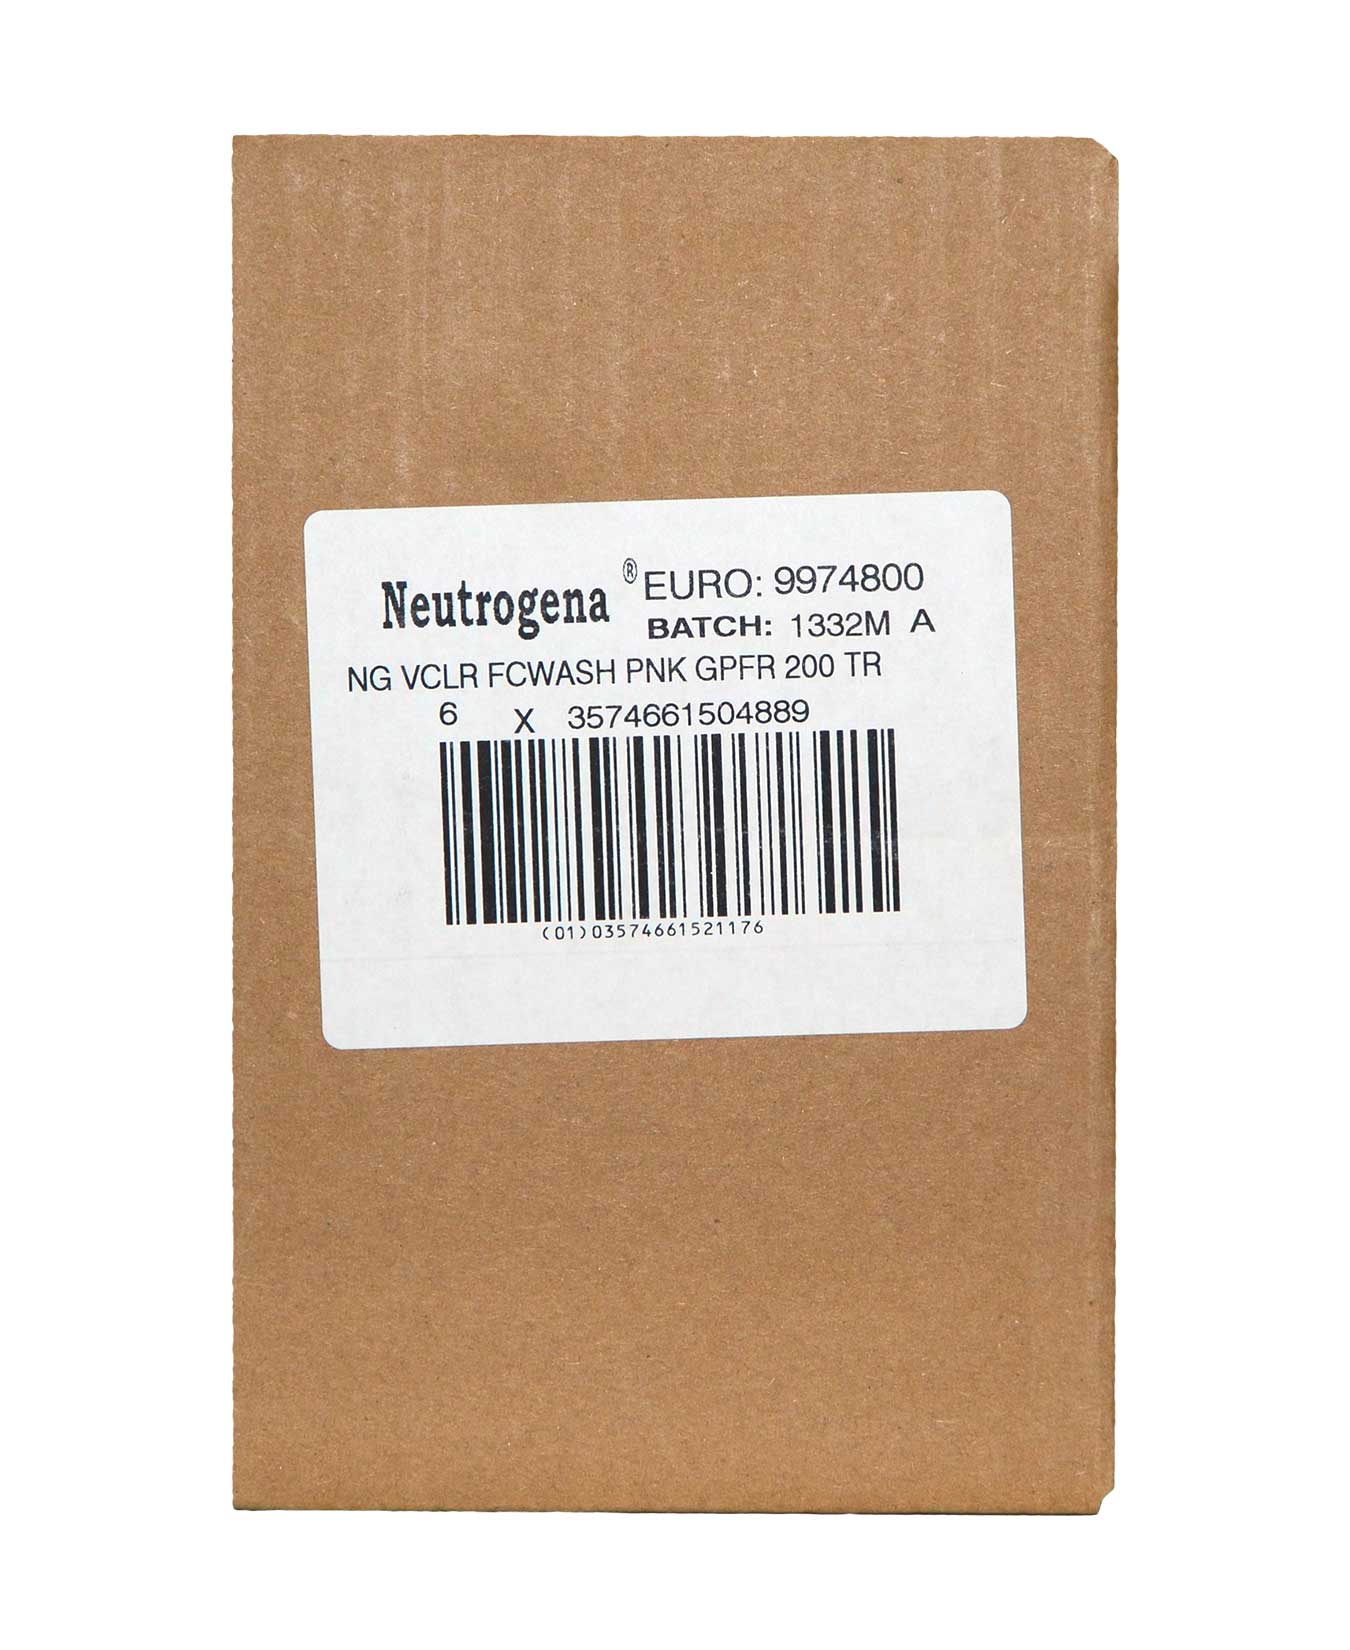 Neutrogena ® EURO: 9974800
BATCH: 1332M A
NG VCLR FCWASH PNK GPFR 200 TR
6 X 3574661504889
(01)03574661521176